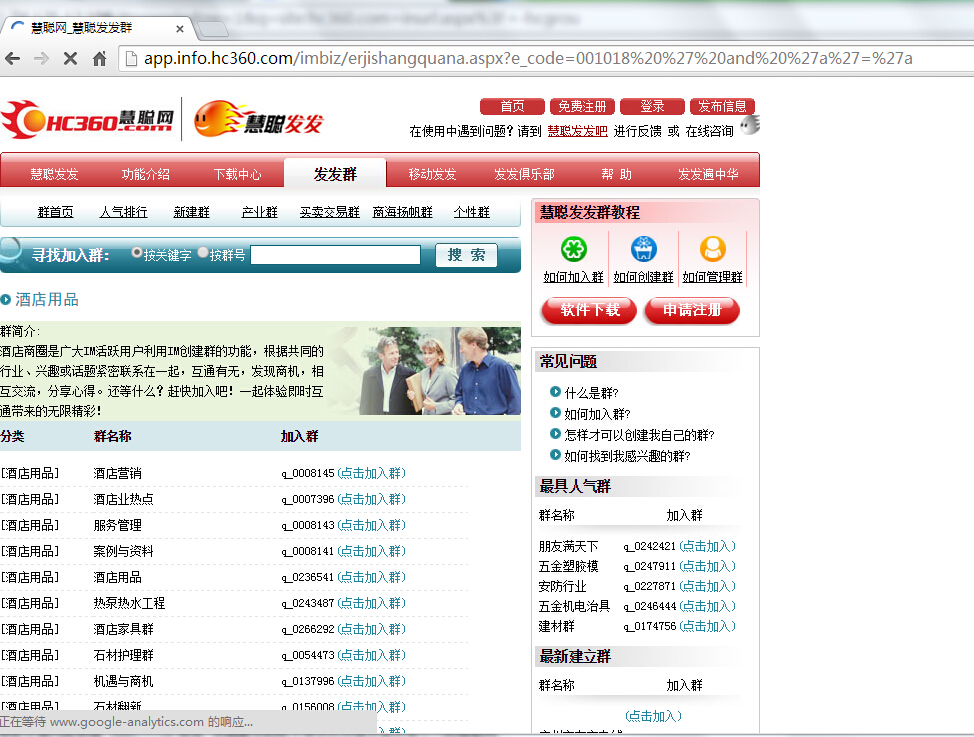 慧聪网_慧聪发发群
app.info.hc360.com/imbiz/erjishangquana.aspx?e_code=001018%20%27%20and%20%27a%27=%27a
HC360慧聪网.com
慧聪发发
首页 免费注册 登录 发布信息
在使用中遇到问题?请到 慧聪发发吧 进行反馈 或 在线咨询
慧聪发发 功能介绍 下载中心 发发群 移动发发 发发俱乐部 帮 助 发发遍中华
群首页 人气排行 新建群 产业群 买卖交易群 商海扬帆群 个性群
寻找加入群: 按关键字 按群号 搜 索
酒店用品
群简介:
酒店商圈是广大IM活跃用户利用IM创建群的功能，根据共同的
行业、兴趣或话题紧密联系在一起，互通有无，发现商机，相
互交流，分享心得。还等什么？赶快加入吧！一起体验即时互
通带来的无限精彩！
分类 群名称 加入群
[酒店用品] 酒店营销 q_0008145 (点击加入群)
[酒店用品] 酒店业热点 q_0007396 (点击加入群)
[酒店用品] 服务管理 q_0008143 (点击加入群)
[酒店用品] 案例与资料 q_0008141 (点击加入群)
[酒店用品] 酒店用品 q_0236541 (点击加入群)
[酒店用品] 热泵热水工程 q_0243487 (点击加入群)
[酒店用品] 酒店家具群 q_0266292 (点击加入群)
[酒店用品] 石材护理群 q_0054473 (点击加入群)
[酒店用品] 机遇与商机 q_0137996 (点击加入群)
[酒店用品] 石材翻新 q_0156008 (点击加入群)
正在等待 www.google-analytics.com 的响应...
慧聪发发群教程
如何加入群 如何创建群 如何管理群
软件下载 申请注册
常见问题
什么是群?
如何加入群?
怎样才可以创建我自己的群?
如何找到我感兴趣的群?
最具人气群
群名称 加入群
朋友满天下 q_0242421 (点击加入)
五金塑胶模 q_0247911 (点击加入)
安防行业 q_0227871 (点击加入)
五金机电治具 q_0246444 (点击加入)
建材群 q_0174756 (点击加入)
最新建立群
群名称 加入群
(点击加入)